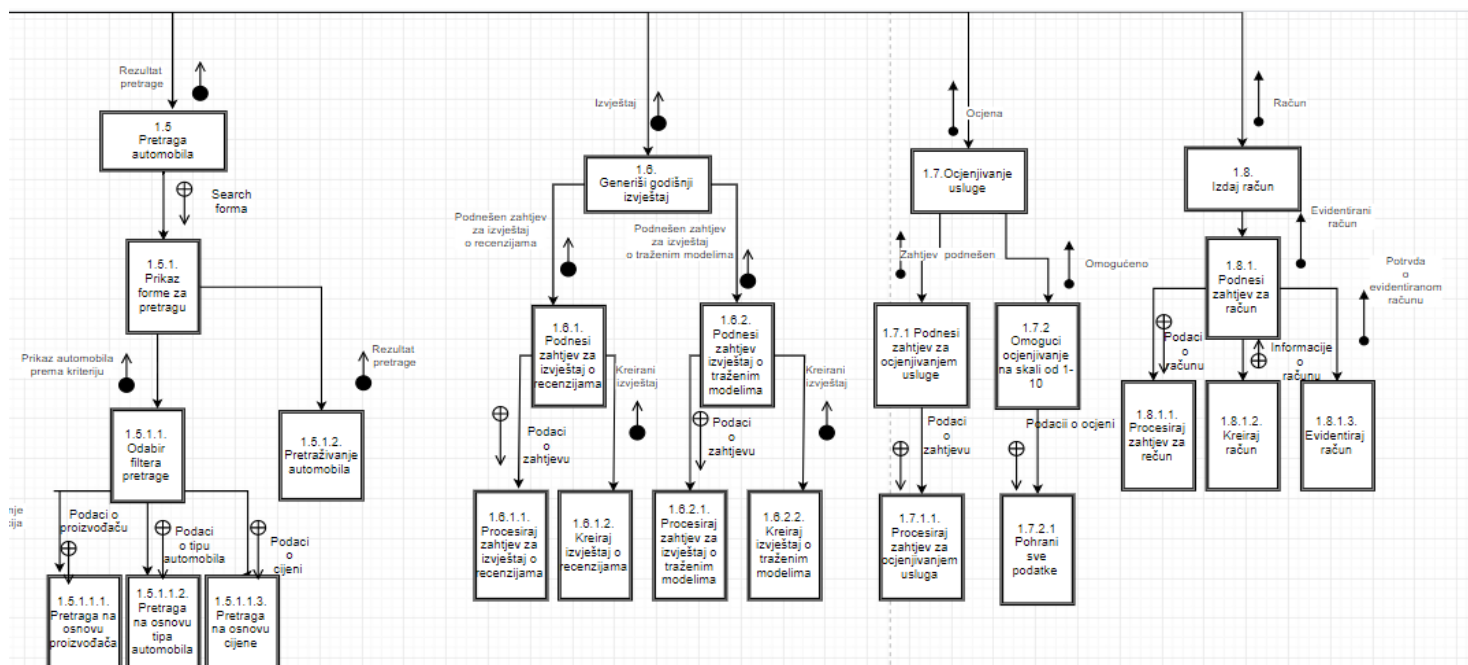 Rezultat
pretrage
1.5
Pretraga
automobila
Search
forma
1.5.1.
Prikaz
forme za
pretragu
Prikaz automobila
prema kriteriju
Rezultat
pretrage
1.5.1.1.
Odabir
filtera
pretrage
1.5.1.2.
Pretraživanje
automobila
Podaci o
proizvođaču
Podaci
o tipu
automobila
Podaci
o
cijeni
1.5.1.1.1.
Pretraga na
osnovu
proizvođača
1.5.1.1.2.
Pretraga
na osnovu
tipa
automobila
1.5.1.1.3.
Pretraga
na osnovu
cijene
Izvještaj
1.6.
Generiši godišnji
izvještaj
Podnešen zahtjev
za izvještaj
o recenzijama
Podnešen zahtjev
za izvještaj
o traženim modelima
1.6.1.
Podnesi
zahtjev za
izvještaj o
recenzijama
1.6.2.
Podnesi
zahtjev
izvještaj o
traženim
modelima
Podaci
o
zahtjevu
Kreirani
izvještaj
Podaci
o
zahtjevu
Kreirani
izvještaj
1.6.1.1.
Procesiraj
zahtjev za
izvještaj o
recenzijama
1.6.1.2.
Kreiraj
izvještaj o
recenzijama
1.6.2.1.
Procesiraj
zahtjev za
izvještaj o
traženim
modelima
1.6.2.2.
Kreiraj
izvještaj o
traženim
modelima
Ocjena
1.7.Ocjenjivanje
usluge
Zahtjev podnešen
Omogućeno
1.7.1 Podnesi
zahtjev za
ocjenjivanjem
usluge
1.7.2
Omoguci
ocjenjivanje
na skali od 1-
10
Podaci
o
zahtjevu
Podacii o ocjeni
1.7.1.1.
Procesiraj
zahtjev za
ocjenjivanjem
usluga
1.7.2.1
Pohrani
sve
podatke
Račun
1.8.
Izdaj račun
Evidentirani
račun
1.8.1.
Podnesi
zahtjev za
račun
Potrvda
o
evidentiranom
računu
Podaci
o
računu
Informacije
o
računu
1.8.1.1.
Procesiraj
zahtjev za
rečun
1.8.1.2.
Kreiraj
račun
1.8.1.3.
Evidentiraj
račun